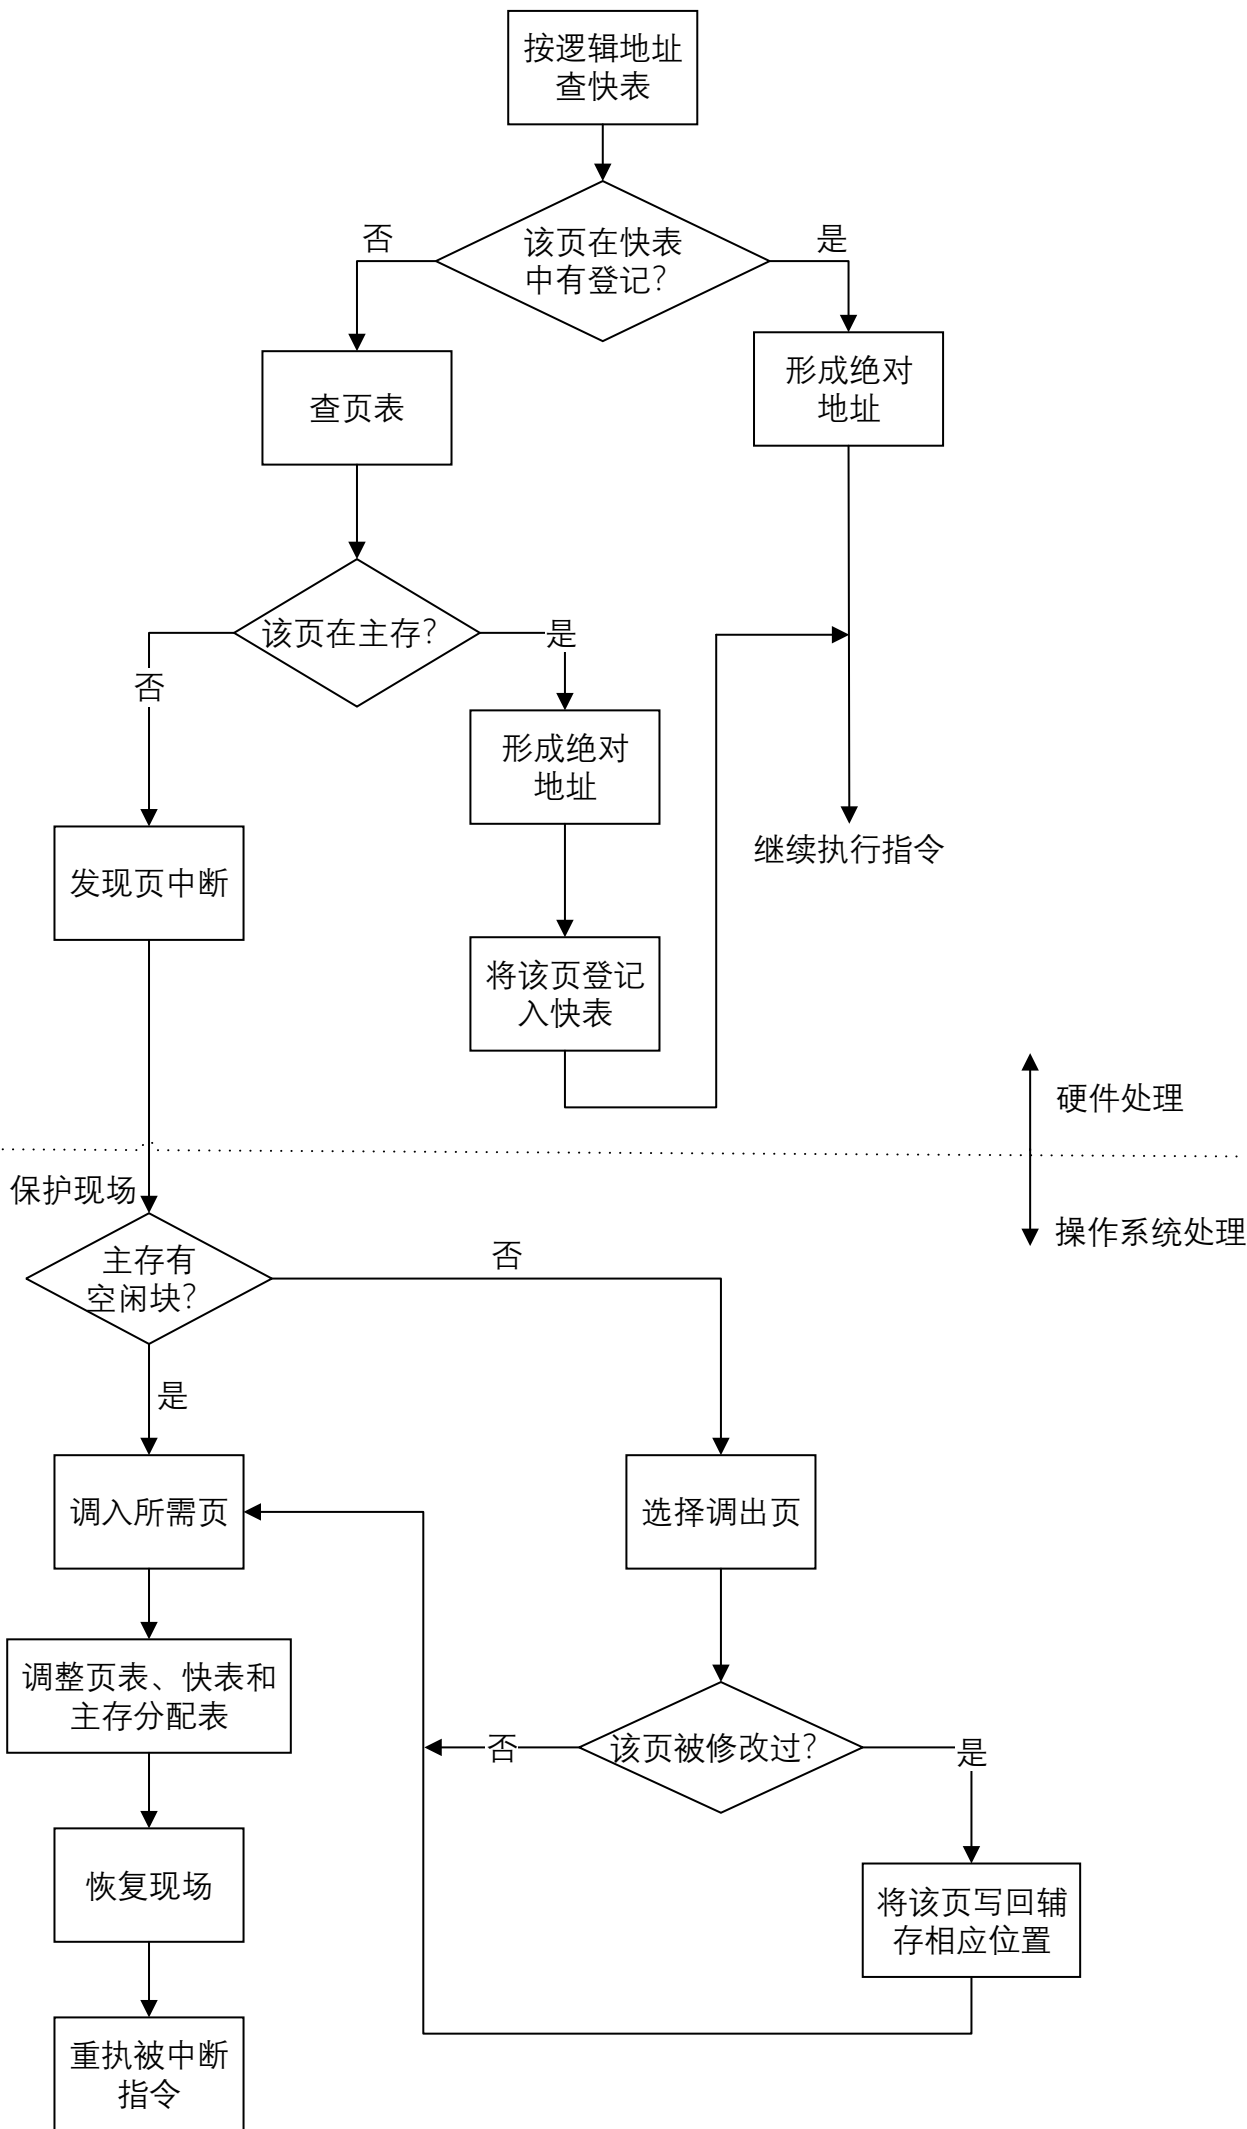 按逻辑地址
查快表
否
该页在快表
中有登记？
是
查页表
形成绝对
地址
该页在主存？
是
否
形成绝对
地址
继续执行指令
发现页中断
将该页登记
入快表
硬件处理
保护现场
操作系统处理
主存有
空闲块？
否
是
调入所需页
选择调出页
调整页表、快表和
主存分配表
否
该页被修改过？
是
恢复现场
将该页写回辅
存相应位置
重执被中断
指令